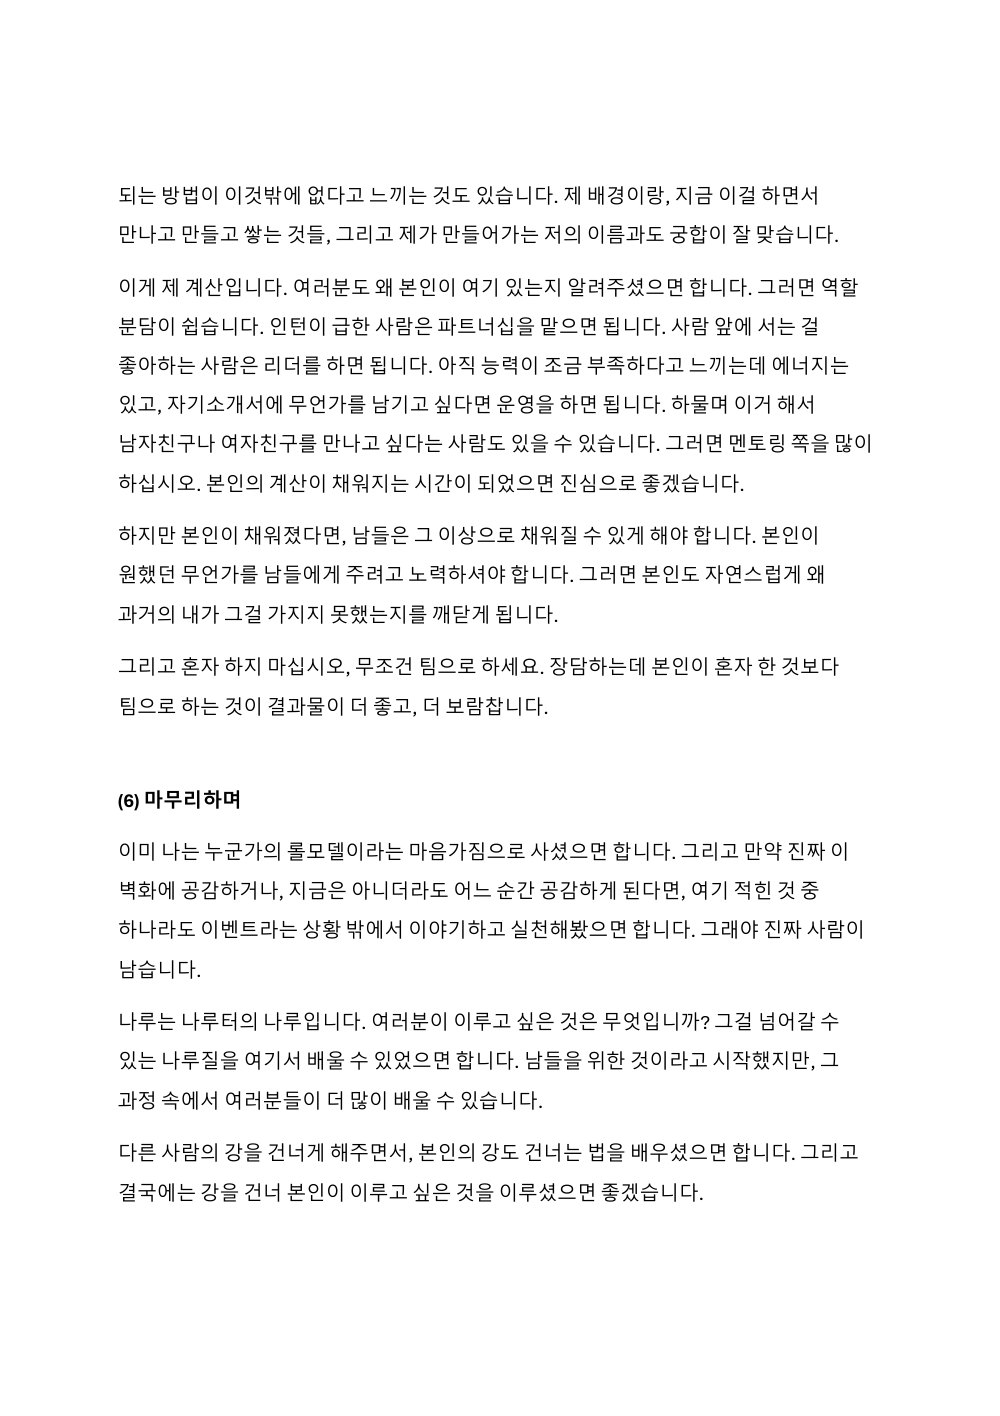 되는 방법이 이것밖에 없다고 느끼는 것도 있습니다. 제 배경이랑, 지금 이걸 하면서
만나고 만들고 쌓는 것들, 그리고 제가 만들어가는 저의 이름과도 궁합이 잘 맞습니다.
이게 제 계산입니다. 여러분도 왜 본인이 여기 있는지 알려주셨으면 합니다. 그러면 역할
분담이 쉽습니다. 인턴이 급한 사람은 파트너십을 맡으면 됩니다. 사람 앞에 서는 걸
좋아하는 사람은 리더를 하면 됩니다. 아직 능력이 조금 부족하다고 느끼는데 에너지는
있고, 자기소개서에 무언가를 남기고 싶다면 운영을 하면 됩니다. 하물며 이거 해서
남자친구나 여자친구를 만나고 싶다는 사람도 있을 수 있습니다. 그러면 멘토링 쪽을 많이
하십시오. 본인의 계산이 채워지는 시간이 되었으면 진심으로 좋겠습니다.
하지만 본인이 채워졌다면, 남들은 그 이상으로 채워질 수 있게 해야 합니다. 본인이
원했던 무언가를 남들에게 주려고 노력하셔야 합니다. 그러면 본인도 자연스럽게 왜
과거의 내가 그걸 가지지 못했는지를 깨닫게 됩니다.
그리고 혼자 하지 마십시오, 무조건 팀으로 하세요. 장담하는데 본인이 혼자 한 것보다
팀으로 하는 것이 결과물이 더 좋고, 더 보람찹니다.
(6) 마무리하며
이미 나는 누군가의 롤모델이라는 마음가짐으로 사셨으면 합니다. 그리고 만약 진짜 이
벽화에 공감하거나, 지금은 아니더라도 어느 순간 공감하게 된다면, 여기 적힌 것 중
하나라도 이벤트라는 상황 밖에서 이야기하고 실천해봤으면 합니다. 그래야 진짜 사람이
남습니다.
나루는 나루터의 나루입니다. 여러분이 이루고 싶은 것은 무엇입니까? 그걸 넘어갈 수
있는 나루질을 여기서 배울 수 있었으면 합니다. 남들을 위한 것이라고 시작했지만, 그
과정 속에서 여러분들이 더 많이 배울 수 있습니다.
다른 사람의 강을 건너게 해주면서, 본인의 강도 건너는 법을 배우셨으면 합니다. 그리고
결국에는 강을 건너 본인이 이루고 싶은 것을 이루셨으면 좋겠습니다.